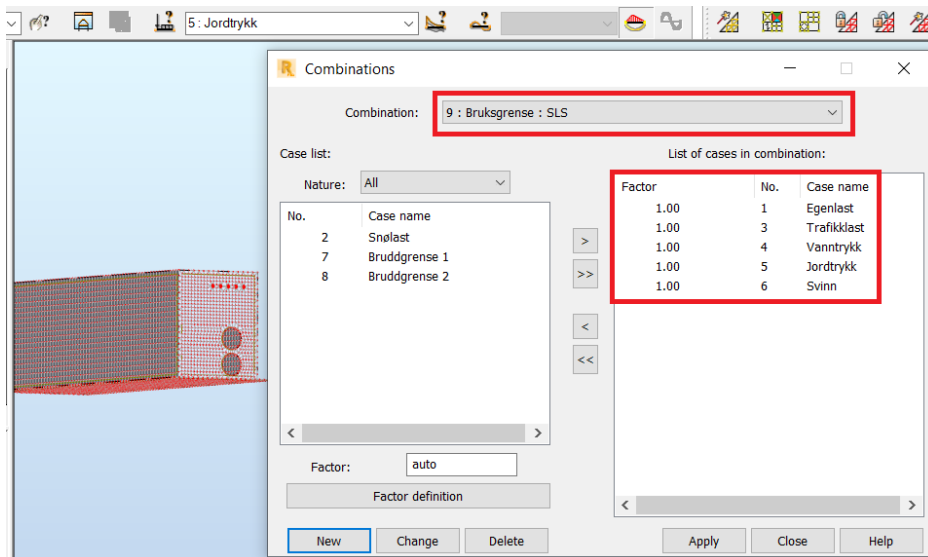 5 : Jordtrykk
Combinations
Combination: 9 : Bruksgrense : SLS
Case list:
List of cases in combination:
Nature: All
No. Case name
2 Snølast
7 Bruddgrense 1
8 Bruddgrense 2
>
>>
<
<<
Factor No. Case name
1.00 1 Egenlast
1.00 3 Trafikklast
1.00 4 Vanntrykk
1.00 5 Jordtrykk
1.00 6 Svinn
Factor: auto
Factor definition
New Change Delete Apply Close Help